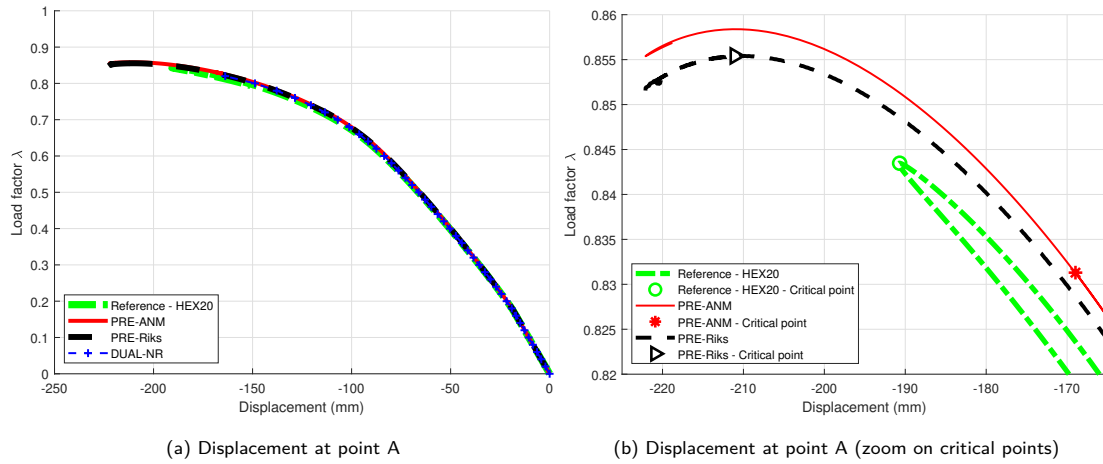 1
0.9
0.8
0.7
0.6
0.5
0.4
0.3
0.2
0.1
0
Load factor λ
Reference - HEX20
PRE-ANM
PRE-Riks
DUAL-NR
-250
-200
-150
-100
-50
0
Displacement (mm)
(a) Displacement at point A
0.86
0.855
0.85
0.845
0.84
0.835
0.83
0.825
0.82
Load factor λ
Reference - HEX20
Reference - HEX20 - Critical point
PRE-ANM
PRE-ANM - Critical point
PRE-Riks
PRE-Riks - Critical point
-220
-210
-200
-190
-180
-170
Displacement (mm)
(b) Displacement at point A (zoom on critical points)